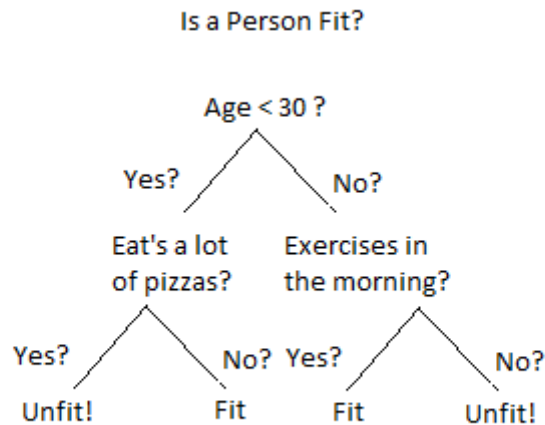 Is a Person Fit?
Age < 30 ?
Yes?
No?
Eat's a lot
of pizzas?
Exercises in
the morning?
Yes?
No?
Yes?
No?
Unfit!
Fit
Fit
Unfit!